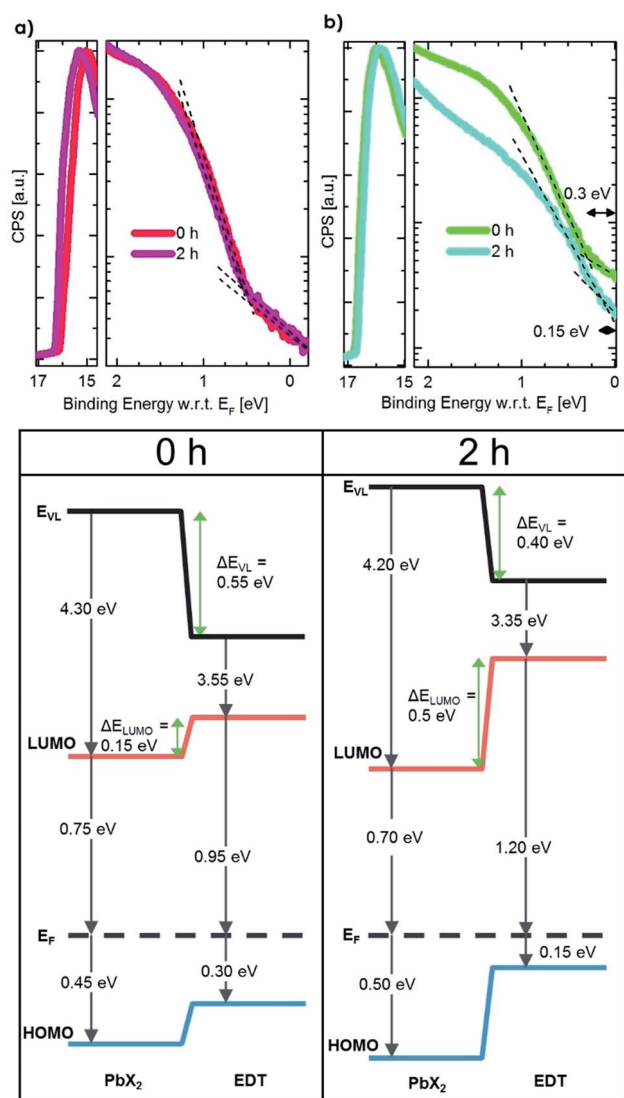 a)
CPS [a.u.]
0 h
2 h
17 15 2 1 0
Binding Energy w.r.t. E_F [eV]
b)
CPS [a.u.]
0.3 eV
0 h
2 h
0.15 eV
17 15 2 1 0
Binding Energy w.r.t. E_F [eV]
0 h
E_VL
ΔE_VL =
0.55 eV
4.30 eV
3.55 eV
ΔE_LUMO =
0.15 eV
LUMO
0.75 eV
0.95 eV
E_F
0.45 eV
0.30 eV
HOMO
PbX₂ EDT
2 h
E_VL
ΔE_VL =
0.40 eV
4.20 eV
3.35 eV
ΔE_LUMO =
0.5 eV
LUMO
0.70 eV
1.20 eV
E_F
0.15 eV
0.50 eV
HOMO
PbX₂ EDT